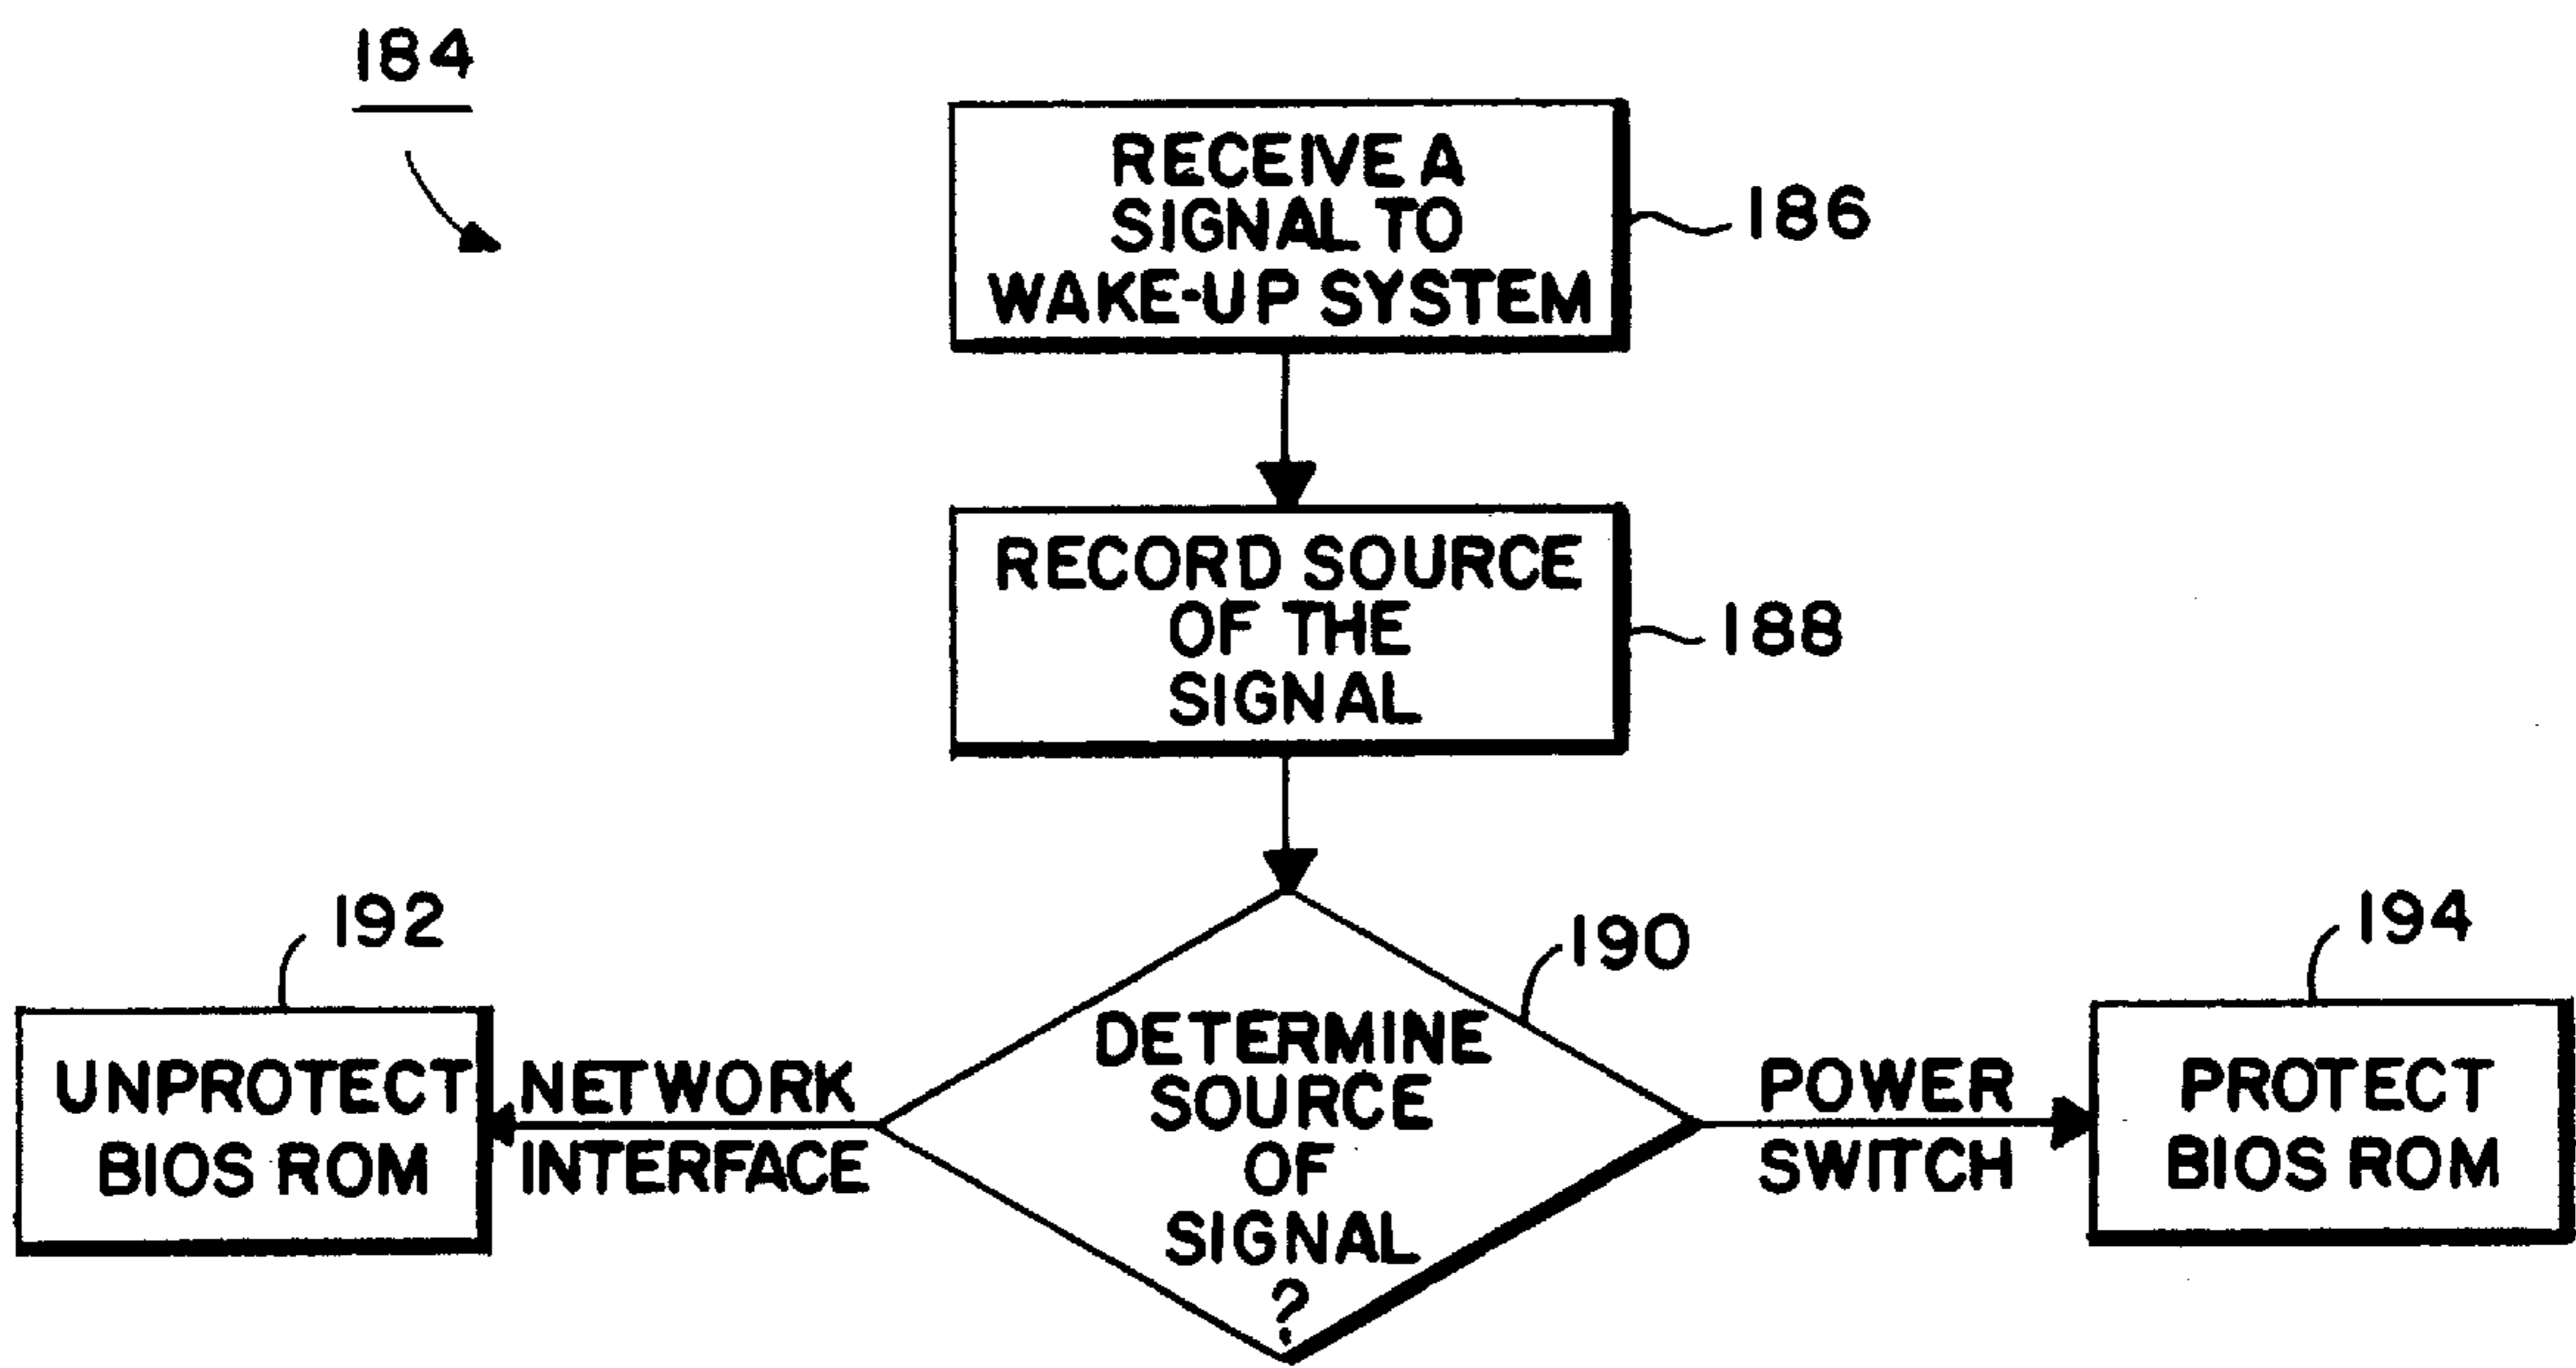 184
RECEIVE A
SIGNAL TO
WAKE-UP SYSTEM
186
RECORD SOURCE
OF THE
SIGNAL
188
192
190
194
UNPROTECT
BIOS ROM
NETWORK
INTERFACE
DETERMINE
SOURCE
OF
SIGNAL
?
POWER
SWITCH
PROTECT
BIOS ROM